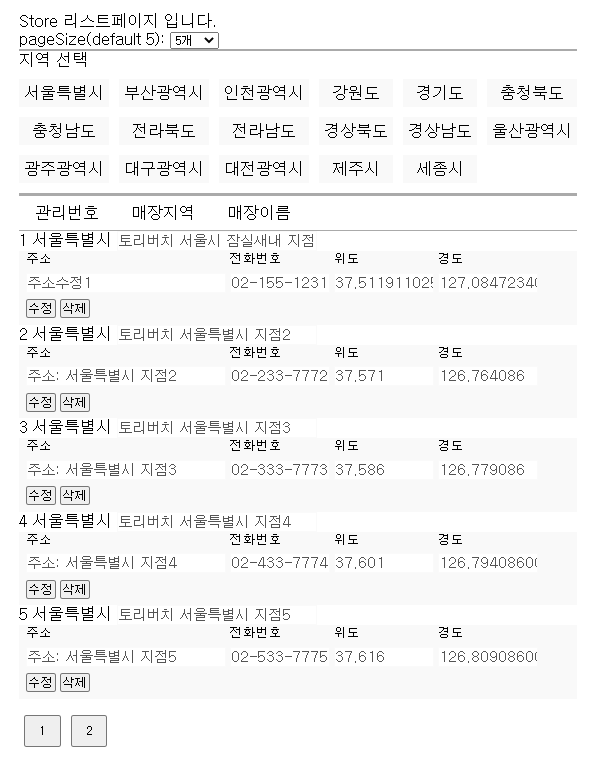 Store 리스트페이지 입니다.
pageSize(default 5): 5개
지역 선택
서울특별시 부산광역시 인천광역시 강원도 경기도 충청북도
충청남도 전라북도 전라남도 경상북도 경상남도 울산광역시
광주광역시 대구광역시 대전광역시 제주시 세종시
관리번호 매장지역 매장이름
1 서울특별시 토리버치 서울시 잠실새내 지점
주소 전화번호 위도 경도
주소수정1 02-155-1231 37.511911025 127.08472340
수정 삭제
2 서울특별시 토리버치 서울특별시 지점2
주소 전화번호 위도 경도
주소: 서울특별시 지점2 02-233-7772 37.571 126.764086
수정 삭제
3 서울특별시 토리버치 서울특별시 지점3
주소 전화번호 위도 경도
주소: 서울특별시 지점3 02-333-7773 37.586 126.779086
수정 삭제
4 서울특별시 토리버치 서울특별시 지점4
주소 전화번호 위도 경도
주소: 서울특별시 지점4 02-433-7774 37.601 126.79408600
수정 삭제
5 서울특별시 토리버치 서울특별시 지점5
주소 전화번호 위도 경도
주소: 서울특별시 지점5 02-533-7775 37.616 126.80908600
수정 삭제
1 2